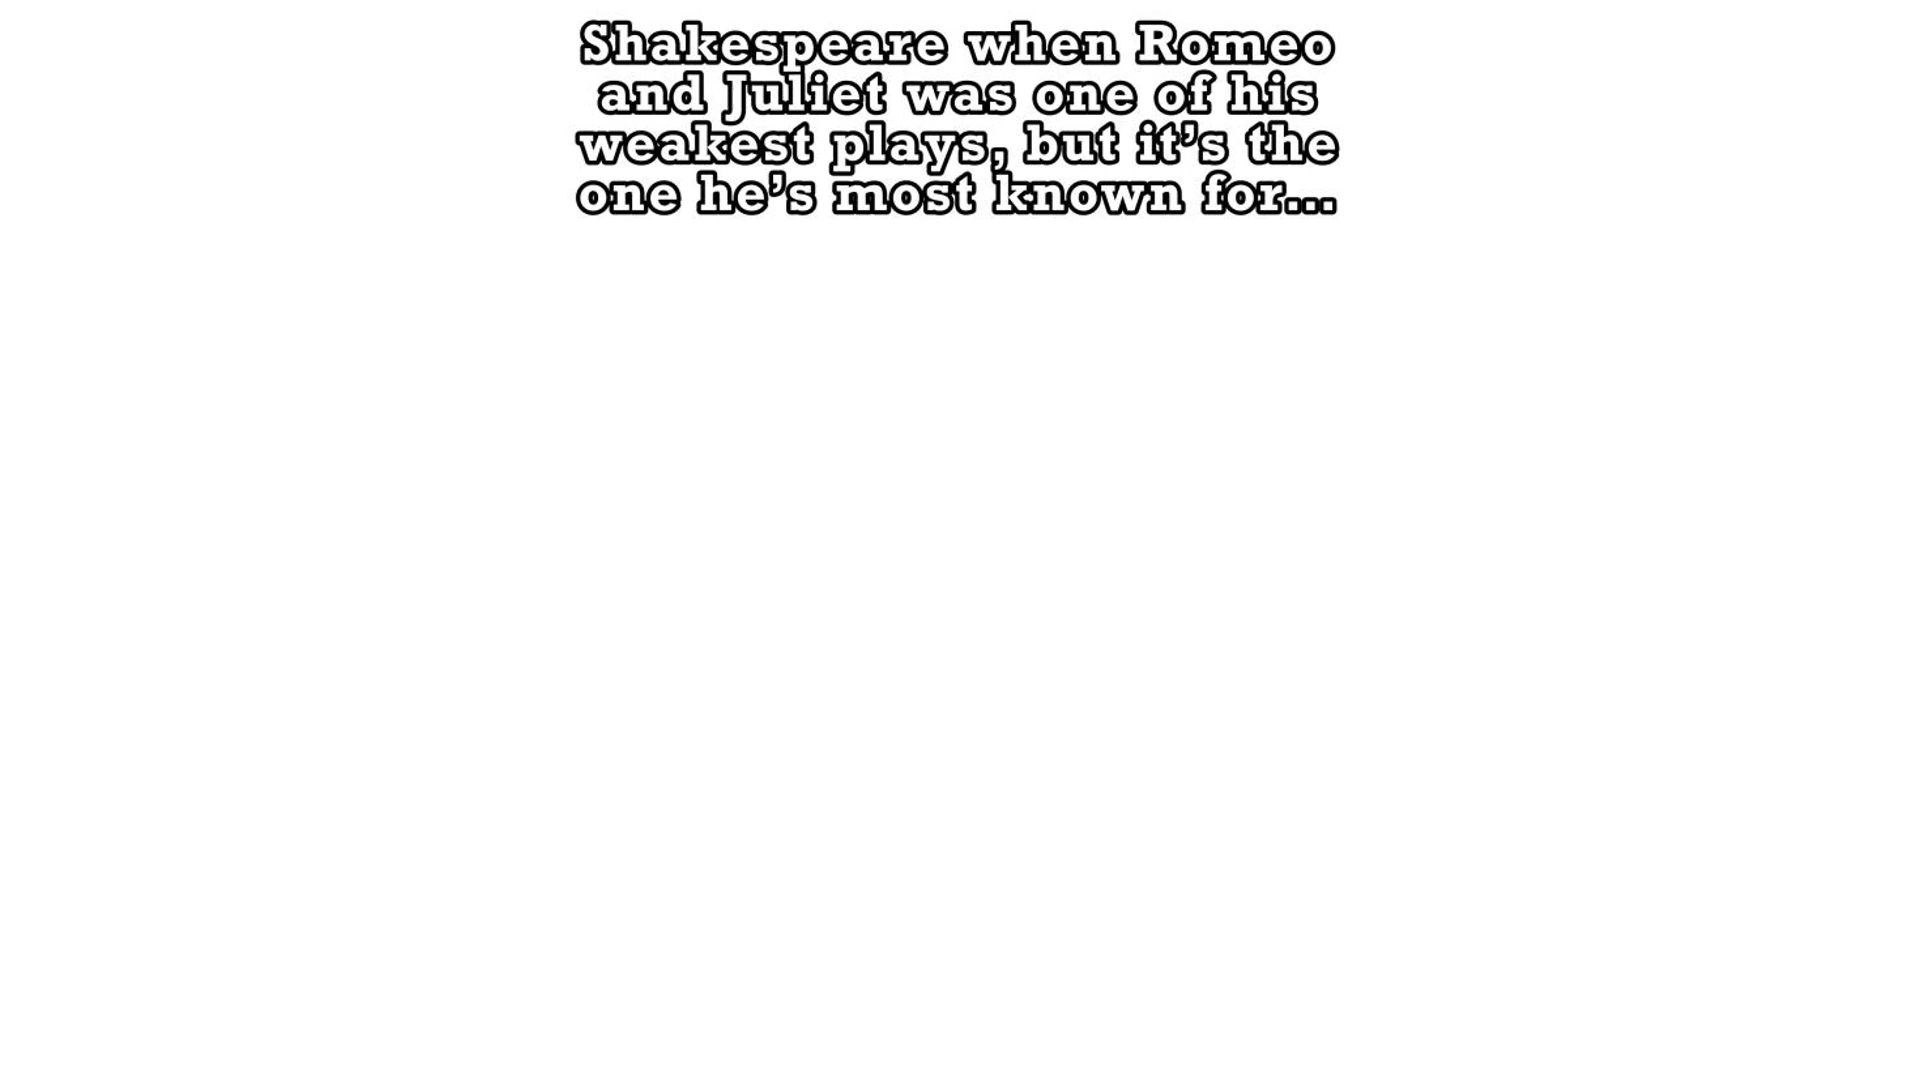 Shakespeare when Romeo
and Juliet was one of his
weakest plays, but it’s the
one he’s most known for...